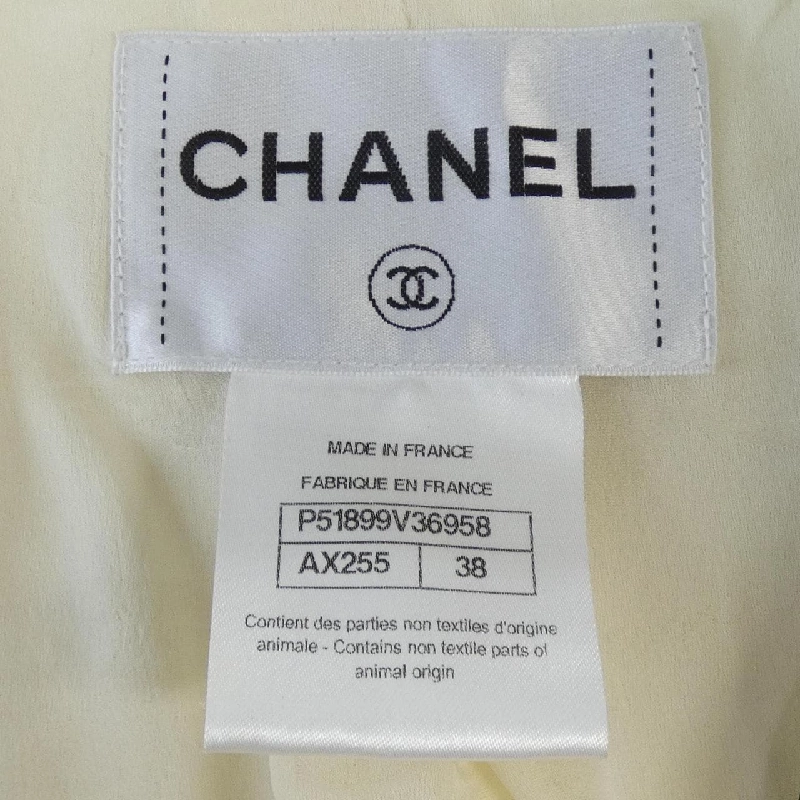 CHANEL
MADE IN FRANCE
FABRIQUE EN FRANCE
P51899V36958
AX255 38
Contient des parties non textiles d'origine
animale - Contains non textile parts of
animal origin